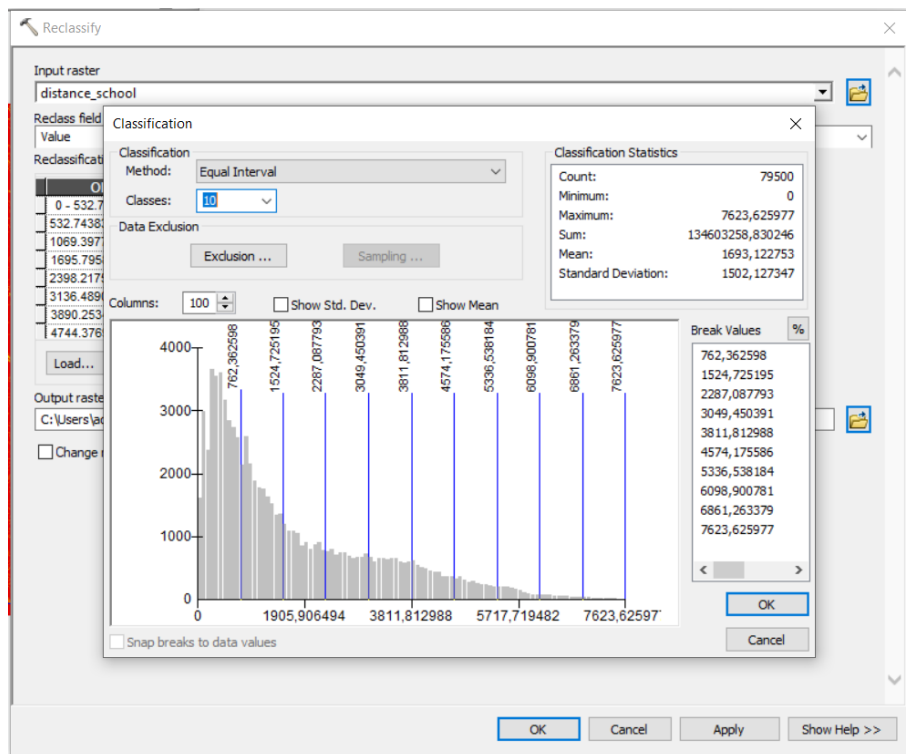 Reclassify
Input raster
distance_school
Reclass field
Value
Reclassificati
Ol
0 - 532.7
532.7438
1069.397
1695.795
2398.217
3136.489
3890.253
4744.376
Load...
Output raste
C:\Users\ac
Change r
Classification
Classification
Method: Equal Interval
Classes: 10
Data Exclusion
Exclusion ...
Sampling ...
Classification Statistics
Count: 79500
Minimum: 0
Maximum: 7623,625977
Sum: 134603258,830246
Mean: 1693,122753
Standard Deviation: 1502,127347
Columns: 100
Show Std. Dev.
Show Mean
Break Values
%
762,362598
1524,725195
2287,087793
3049,450391
3811,812988
4574,175586
5336,538184
6098,900781
6861,263379
7623,625977
4000
3000
2000
1000
0
762,362598
1524,725195
2287,087793
3049,450391
3811,812988
4574,175586
5336,538184
6098,900781
6861,263379
7623,625977
0 1905,906494 3811,812988 5717,719482 7623,62597
Snap breaks to data values
OK
Cancel
OK
Cancel
Apply
Show Help >>